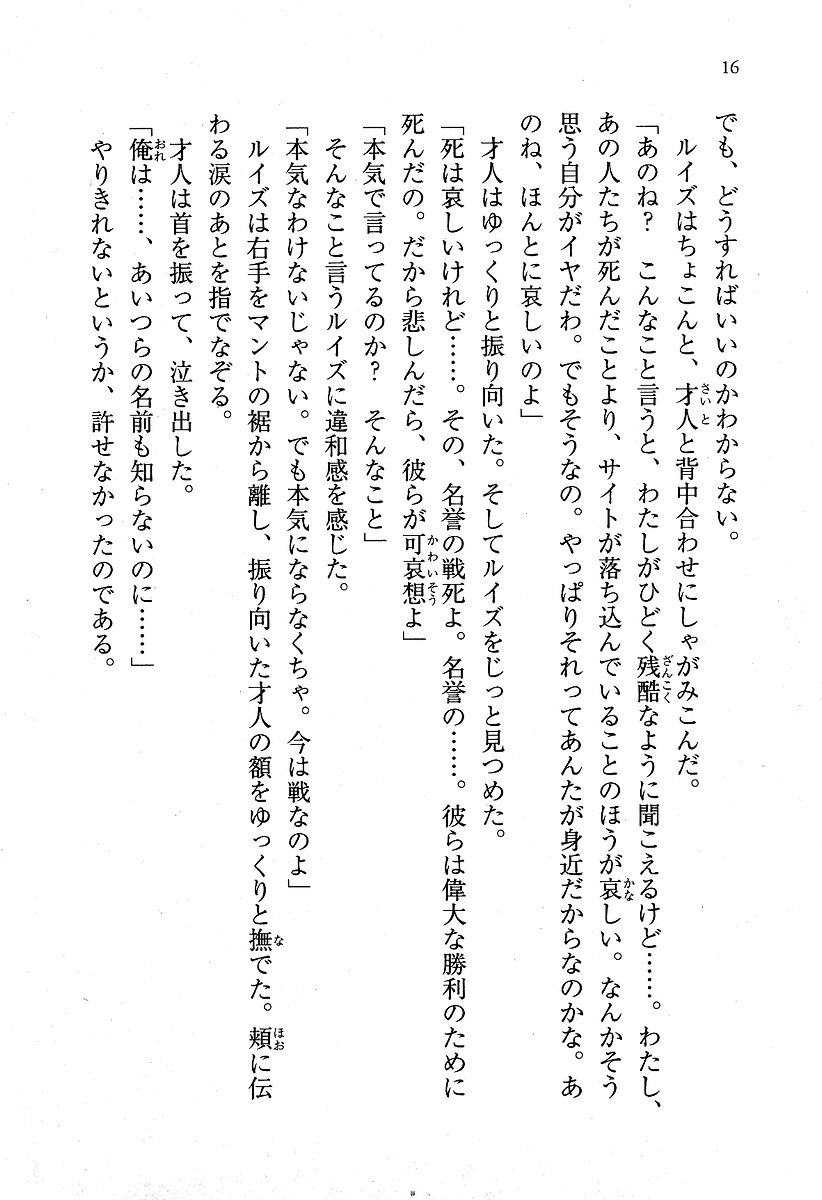 16
でも、どうすればいいのかわからない。
ルイズはちょこんと、才人と背中合わせにしゃがみこんだ。
「あのね？　こんなこと言うと、わたしがひどく残酷なように聞こえるけど……。わたし、
あの人たちが死んだことより、サイトが落ち込んでいることのほうが哀しい。なんかそう
思う自分がイヤだわ。でもそうなの。やっぱりそれってあんたが身近だからなのかな。あ
のね、ほんとに哀しいのよ」
才人はゆっくりと振り向いた。そしてルイズをじっと見つめた。
「死は哀しいけれど……。その、名誉の戦死よ。名誉の……。彼らは偉大な勝利のために
死んだの。だから悲しんだら、彼らが可哀想よ」
「本気で言ってるのか？　そんなこと」
そんなこと言うルイズに違和感を感じた。
「本気なわけないじゃない。でも本気にならなくちゃ。今は戦なのよ」
ルイズは右手をマントの裾から離し、振り向いた才人の額をゆっくりと撫でた。頬に伝
わる涙のあとを指でなぞる。
才人は首を振って、泣き出した。
「俺は……、あいつらの名前も知らないのに……」
やりきれないというか、許せなかったのである。